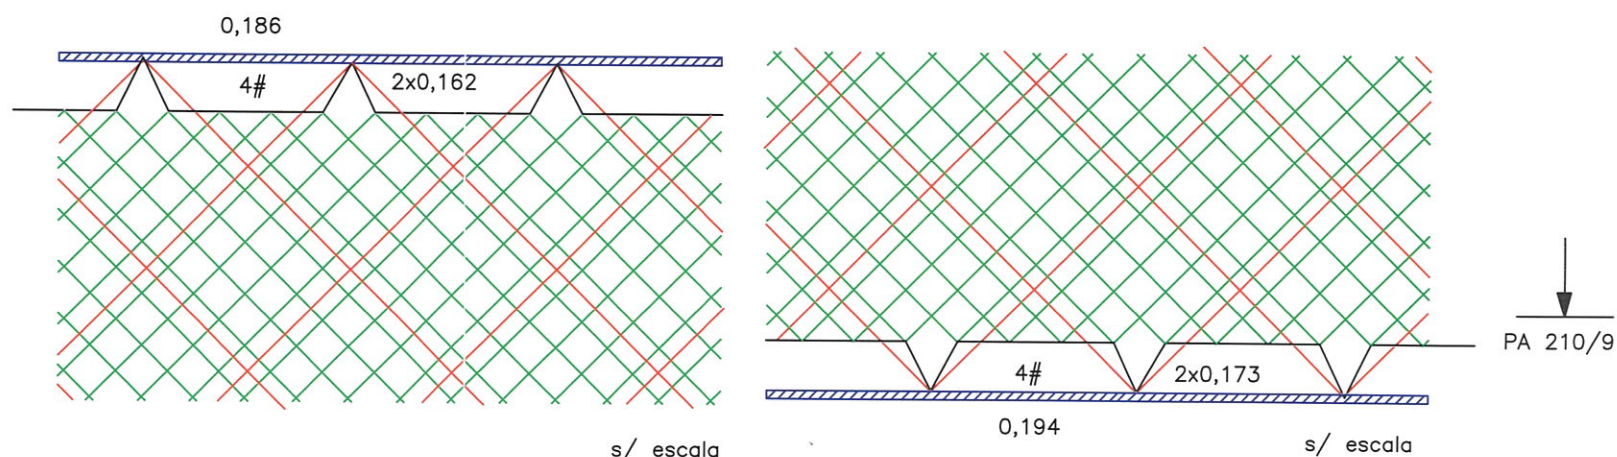 0,186
4#
2x0,162
s/ escala
4#
2x0,173
0,194
s/ escala
PA 210/9